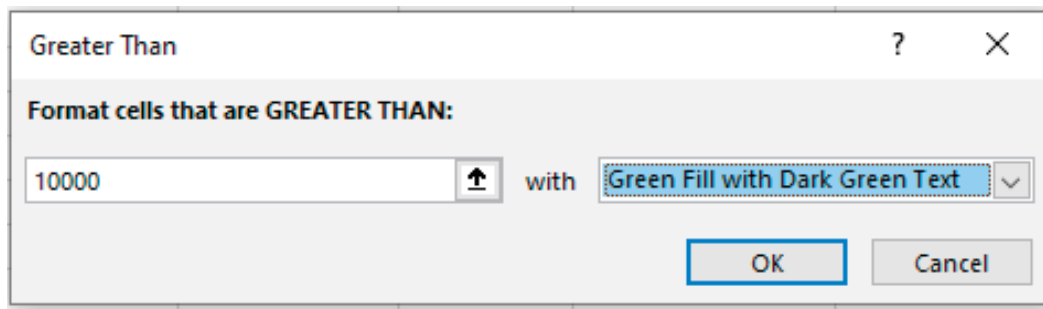 Greater Than ?
Format cells that are GREATER THAN:
10000 with Green Fill with Dark Green Text
OK Cancel